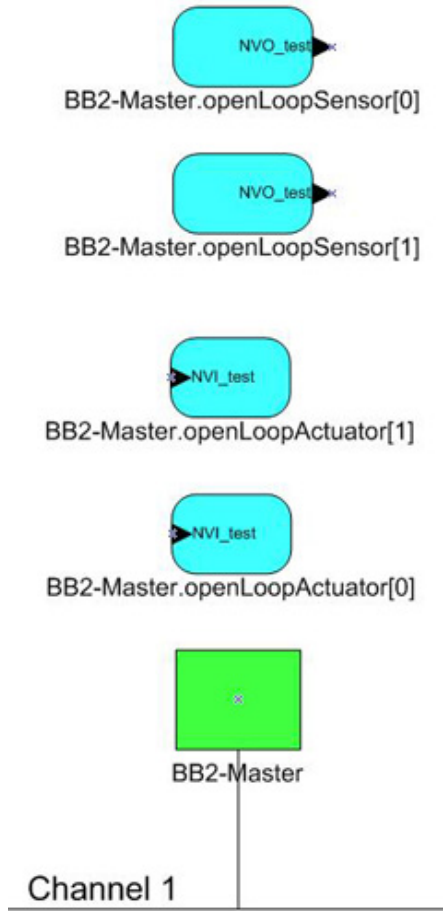 NVO_test
BB2-Master.openLoopSensor[0]
NVO_test
BB2-Master.openLoopSensor[1]
NVI_test
BB2-Master.openLoopActuator[1]
NVI_test
BB2-Master.openLoopActuator[0]
BB2-Master
Channel 1